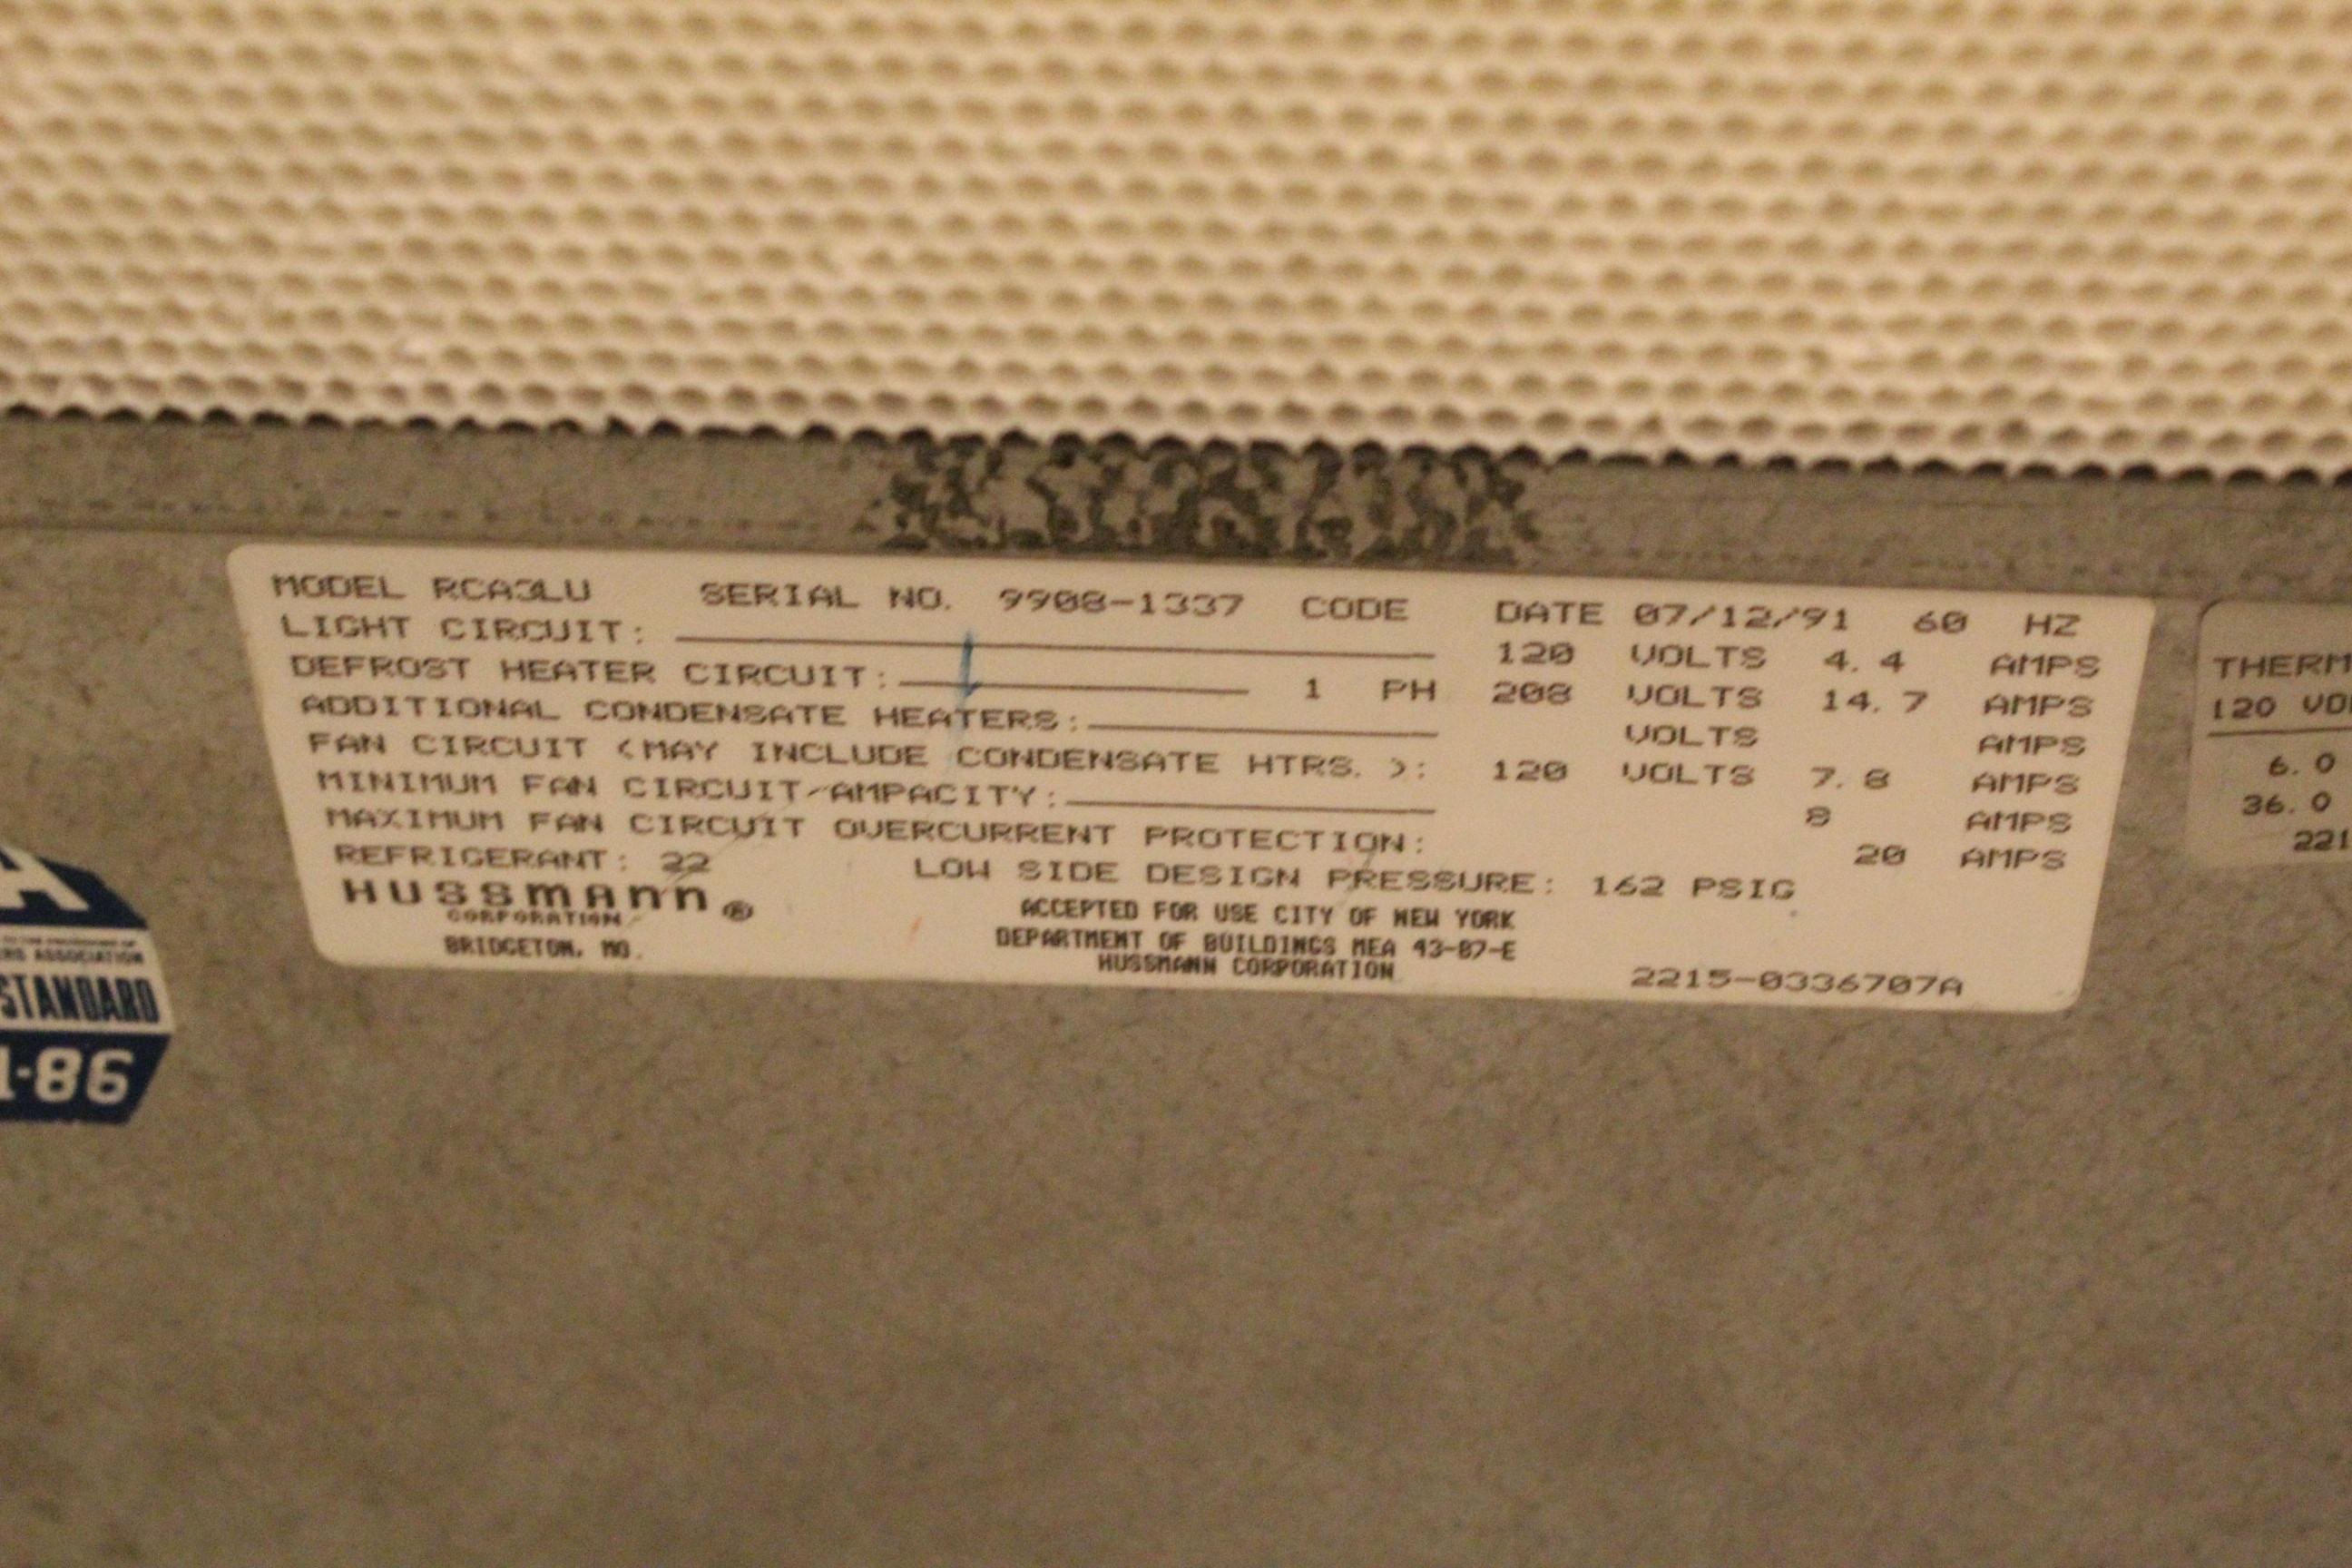 MODEL RCA3LU SERIAL NO. 9908-1337 CODE DATE 07/12/91 60 HZ
LIGHT CIRCUIT: 120 VOLTS 4.4 AMPS
DEFROST HEATER CIRCUIT: 1 PH 208 VOLTS 14.7 AMPS
ADDITIONAL CONDENSATE HEATERS: VOLTS AMPS
FAN CIRCUIT (MAY INCLUDE CONDENSATE HTRS.): 120 VOLTS 7.8 AMPS
MINIMUM FAN CIRCUIT AMPACITY: 8 AMPS
MAXIMUM FAN CIRCUIT OVERCURRENT PROTECTION: 20 AMPS
REFRIGERANT: 22 LOW SIDE DESIGN PRESSURE: 162 PSIG
HUSSMANN ®
CORPORATION
BRIDGETON, MO.
ACCEPTED FOR USE CITY OF NEW YORK
DEPARTMENT OF BUILDINGS MEA 43-87-E
HUSSMANN CORPORATION
2215-0336707A
A
ASSOCIATION
STANDARD
1-86
THERM
120 VOL
6.0
36.0
221